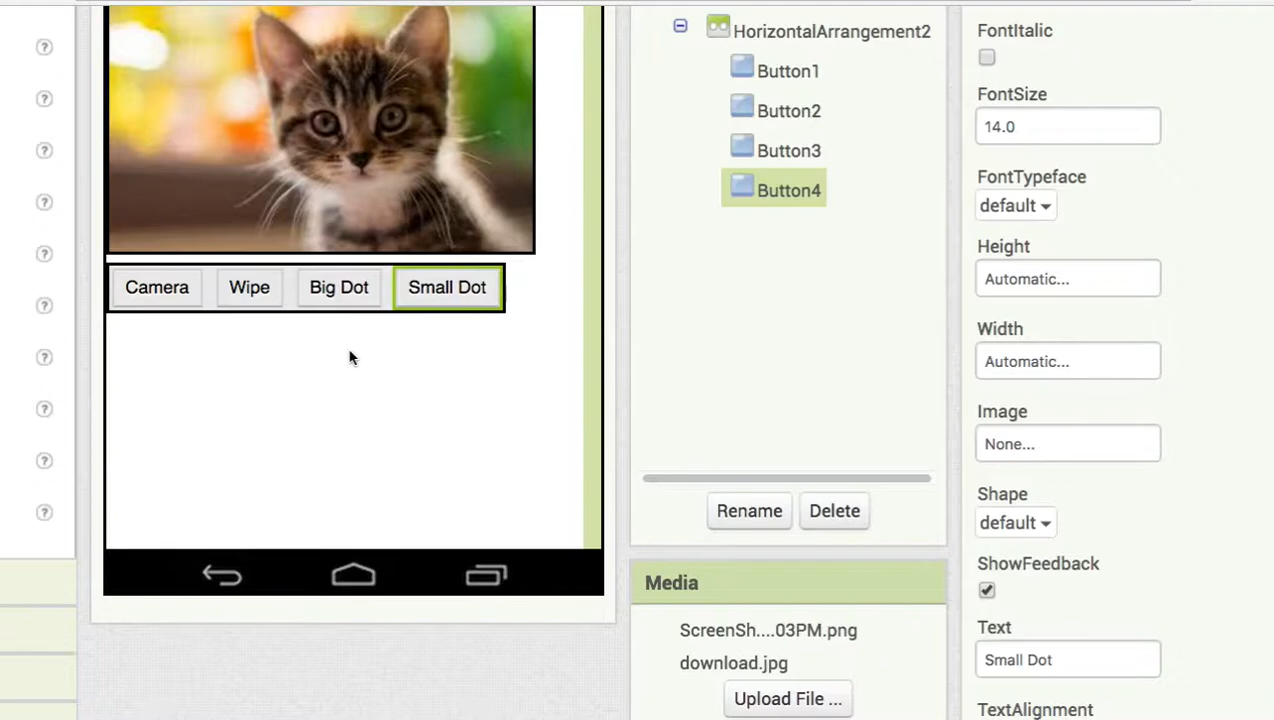 Camera
Wipe
Big Dot
Small Dot
HorizontalArrangement2
Button1
Button2
Button3
Button4
Rename
Delete
Media
ScreenSh....03PM.png
download.jpg
Upload File ...
FontItalic
FontSize
14.0
FontTypeface
default
Height
Automatic...
Width
Automatic...
Image
None...
Shape
default
ShowFeedback
Text
Small Dot
TextAlignment